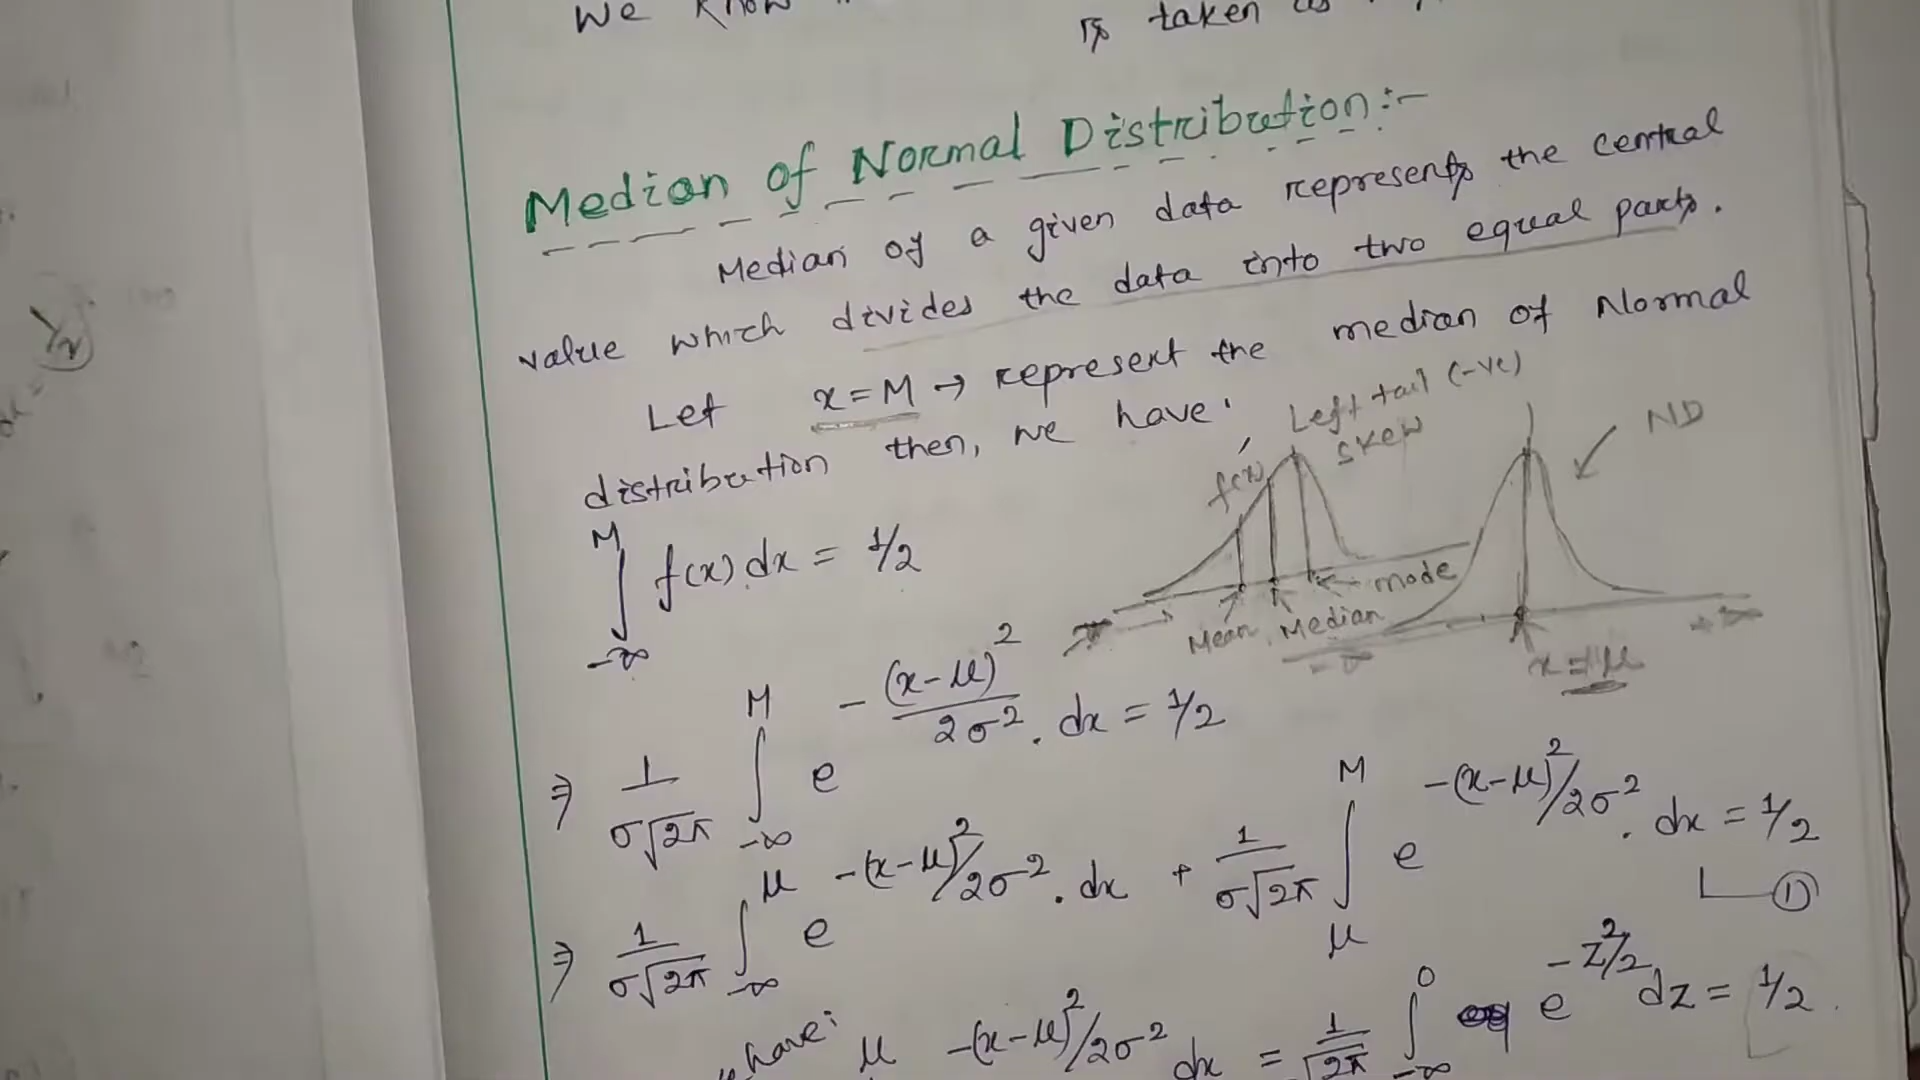 We know
is taken as
Median of Normal Distribution:-
Median of a given data represents the central
value which divides the data into two equal parts.
Let x = M → represent the median of Normal
distribution then, we have'
Left tail (-ve)
skew
ND
f(x)
mode
Mean, Median
x = μ
∫_{-∞}^{M} f(x) dx = 1/2
⇒ 1/(σ√2π) ∫_{-∞}^{M} e^{-(x-μ)²/2σ²} . dx = 1/2
⇒ 1/(σ√2π) ∫_{-∞}^{μ} e^{-(x-μ)²/2σ²} . dx + 1/(σ√2π) ∫_{μ}^{M} e^{-(x-μ)²/2σ²} . dx = 1/2
①
have:
μ -(x-μ)²/2σ² dx = 1/√2π ∫_{-∞}^{0} e^{-z²/2} dz = 1/2.